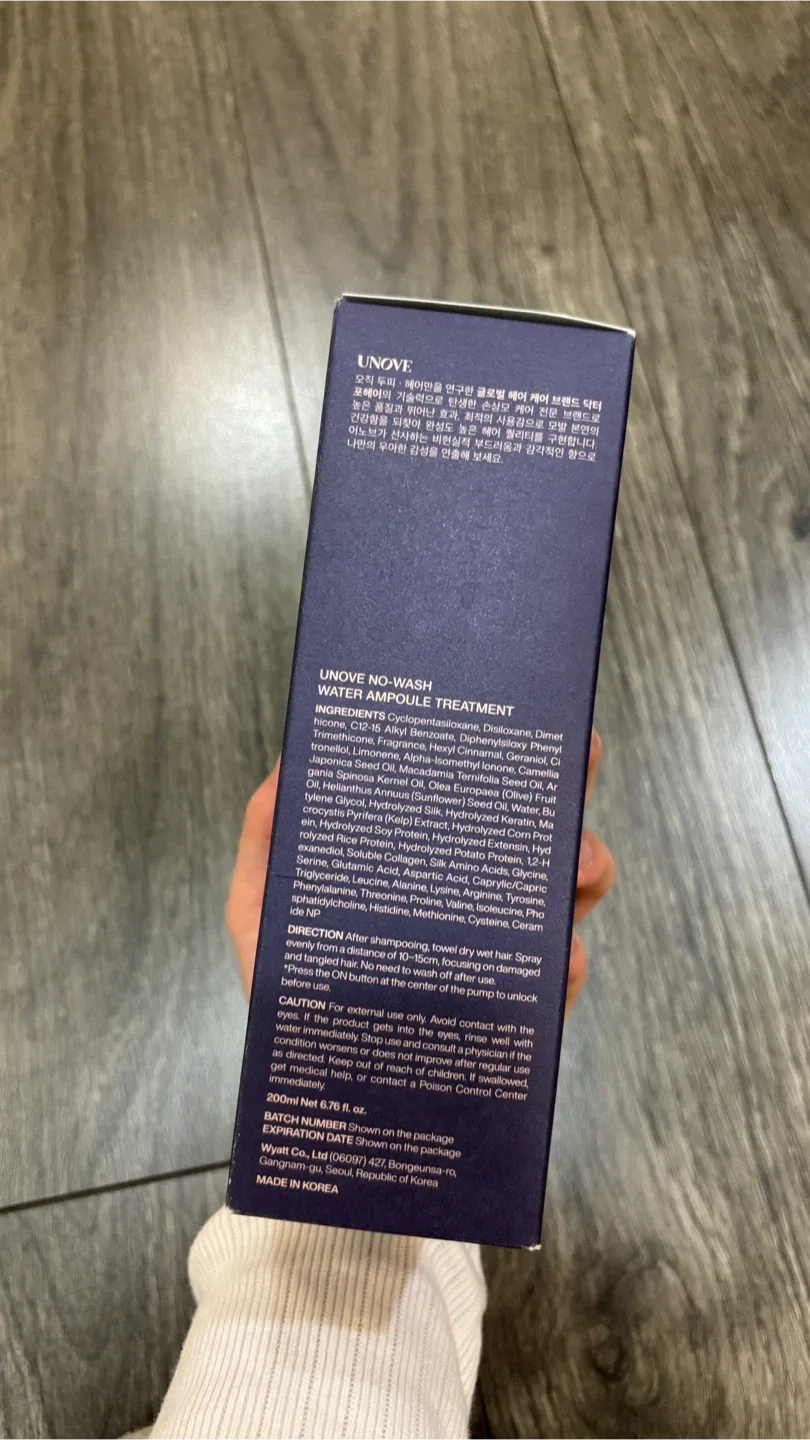 UNOVE
오직 두피 · 헤어만을 연구한 글로벌 헤어 케어 브랜드 닥터
포헤어의 기술력으로 탄생한 손상모 케어 전문 브랜드로
높은 품질과 뛰어난 효과, 최적의 사용감으로 모발 본연의
건강함을 되찾아 완성도 높은 헤어 퀄리티를 구현합니다.
어노브가 선사하는 비현실적 부드러움과 감각적인 향으로
나만의 우아한 감성을 연출해 보세요.
UNOVE NO-WASH
WATER AMPOULE TREATMENT
INGREDIENTS Cyclopentasiloxane, Disiloxane, Dimet
hicone, C12-15 Alkyl Benzoate, Diphenylsiloxy Phenyl
Trimethicone, Fragrance, Hexyl Cinnamal, Geraniol, Ci
tronellol, Limonene, Alpha-Isomethyl Ionone, Camellia
Japonica Seed Oil, Macadamia Ternifolia Seed Oil, Ar
gania Spinosa Kernel Oil, Olea Europaea (Olive) Fruit
Oil, Helianthus Annuus (Sunflower) Seed Oil, Water, Bu
tylene Glycol, Hydrolyzed Silk, Hydrolyzed Keratin, Ma
crocystis Pyrifera (Kelp) Extract, Hydrolyzed Corn Prot
ein, Hydrolyzed Soy Protein, Hydrolyzed Extensin, Hyd
rolyzed Rice Protein, Hydrolyzed Potato Protein, 1,2-H
exanediol, Soluble Collagen, Silk Amino Acids, Glycine,
Serine, Glutamic Acid, Aspartic Acid, Caprylic/Capric
Triglyceride, Leucine, Alanine, Lysine, Arginine, Tyrosine,
Phenylalanine, Threonine, Proline, Valine, Isoleucine, Pho
sphatidylcholine, Histidine, Methionine, Cysteine, Ceram
ide NP
DIRECTION After shampooing, towel dry wet hair. Spray
evenly from a distance of 10~15cm, focusing on damaged
and tangled hair. No need to wash off after use.
*Press the ON button at the center of the pump to unlock
before use.
CAUTION For external use only. Avoid contact with the
eyes. If the product gets into the eyes, rinse well with
water immediately. Stop use and consult a physician if the
condition worsens or does not improve after regular use
as directed. Keep out of reach of children. If swallowed,
get medical help, or contact a Poison Control Center
immediately.
200ml Net 6.76 fl. oz.
BATCH NUMBER Shown on the package
EXPIRATION DATE Shown on the package
Wyatt Co., Ltd (06097) 427, Bongeunsa-ro,
Gangnam-gu, Seoul, Republic of Korea
MADE IN KOREA